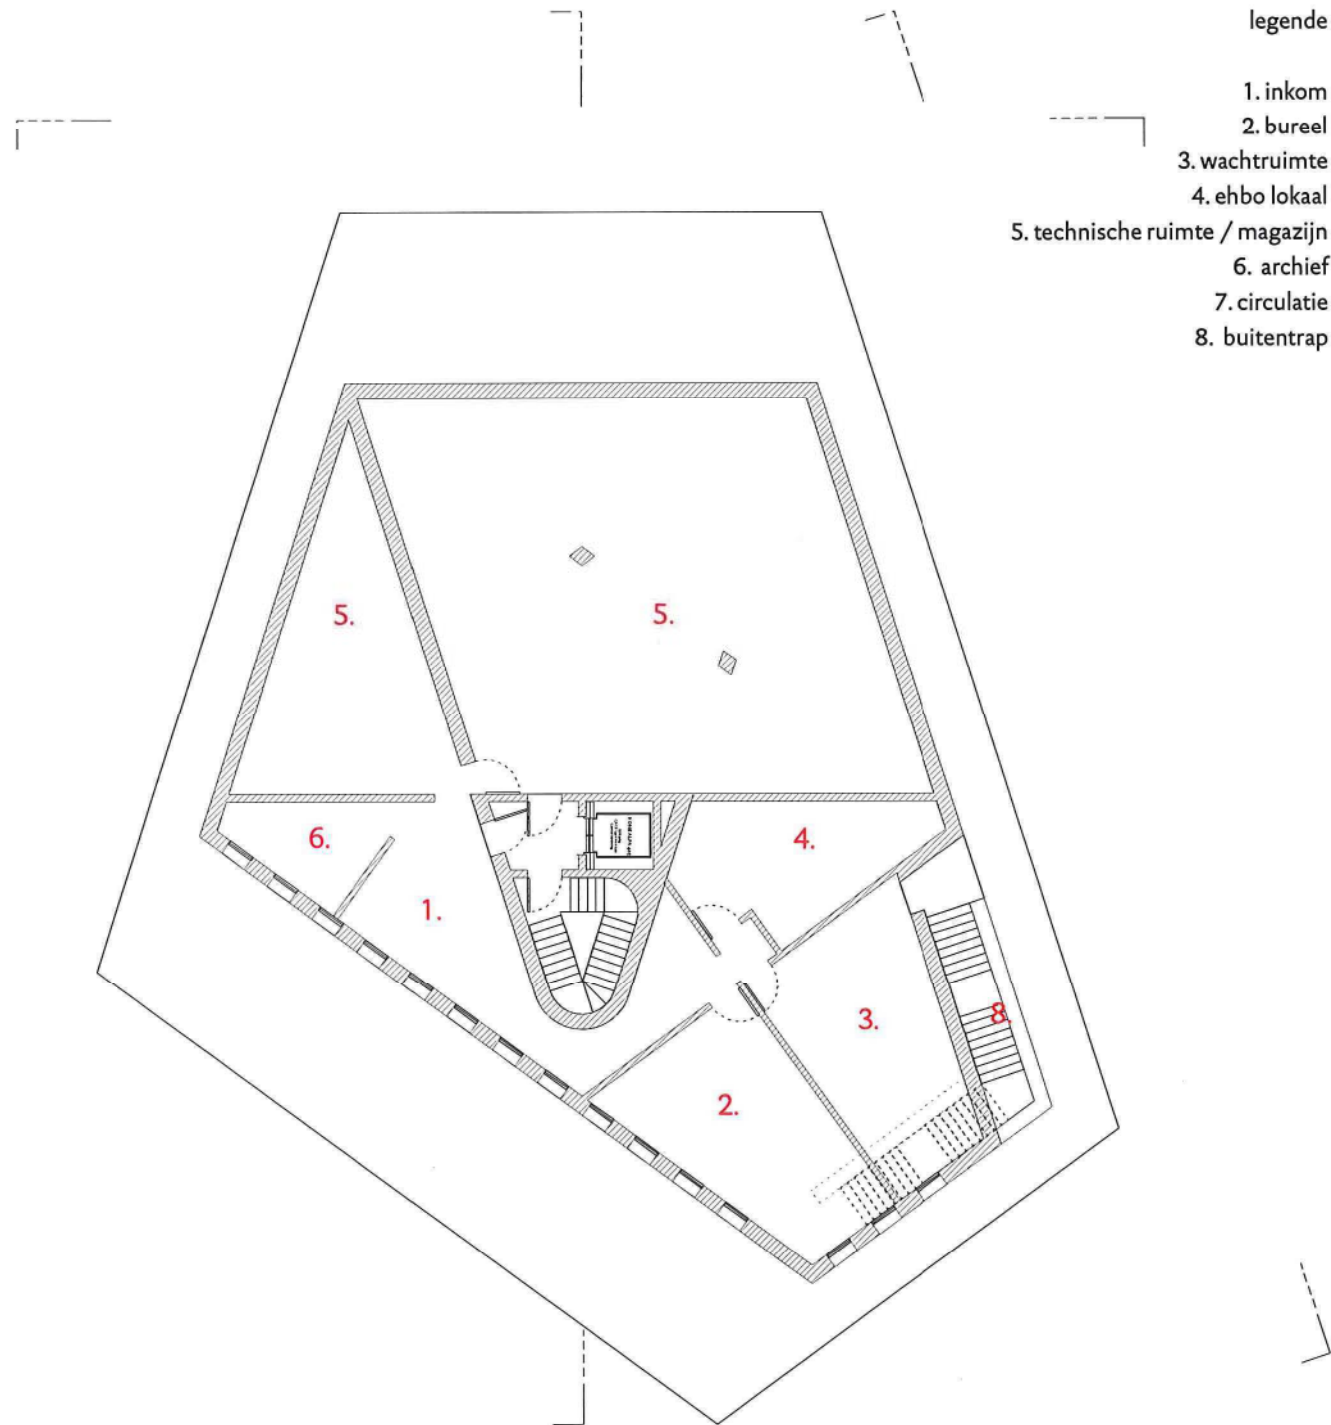 legende
1. inkom
2. bureel
3. wachtruimte
4. ehbo lokaal
5. technische ruimte / magazijn
6. archief
7. circulatie
8. buitentrap
5.
5.
6.
4.
1.
3.
8.
2.